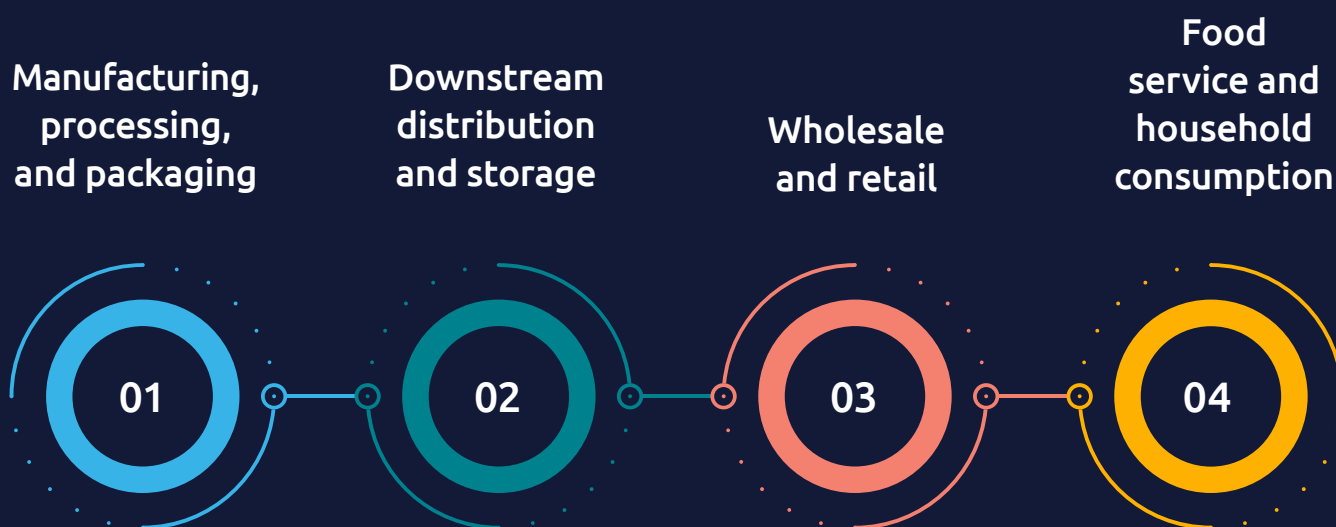 Manufacturing,
processing,
and packaging
Downstream
distribution
and storage
Wholesale
and retail
Food
service and
household
consumption
01
02
03
04